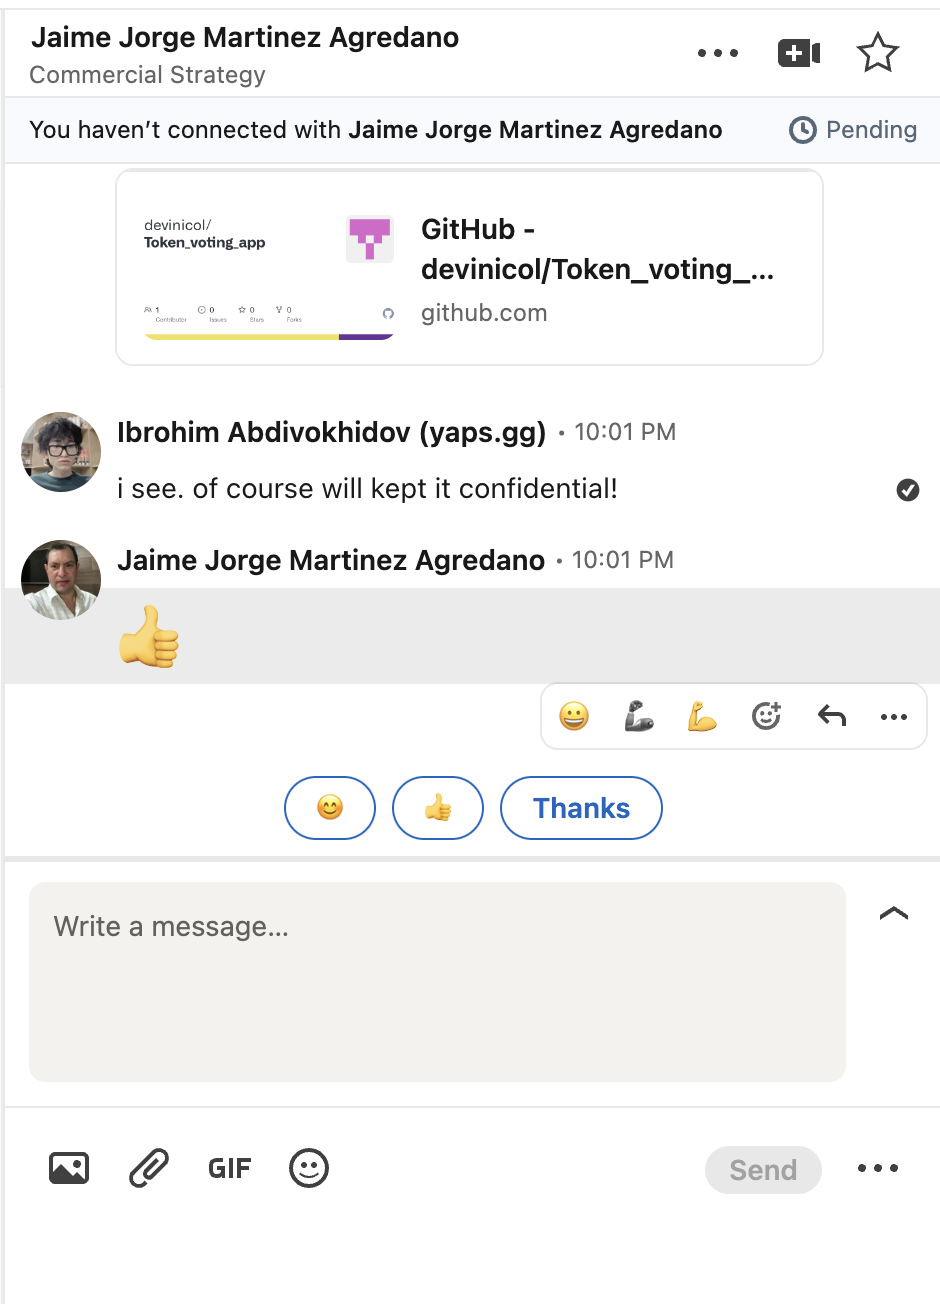 Jaime Jorge Martinez Agredano
Commercial Strategy
You haven’t connected with Jaime Jorge Martinez Agredano
Pending
devinicol/
Token_voting_app
1
Contributor
0
Issues
0
Stars
0
Forks
GitHub -
devinicol/Token_voting_...
github.com
Ibrohim Abdivokhidov (yaps.gg) • 10:01 PM
i see. of course will kept it confidential!
Jaime Jorge Martinez Agredano • 10:01 PM
Thanks
Write a message...
GIF
Send